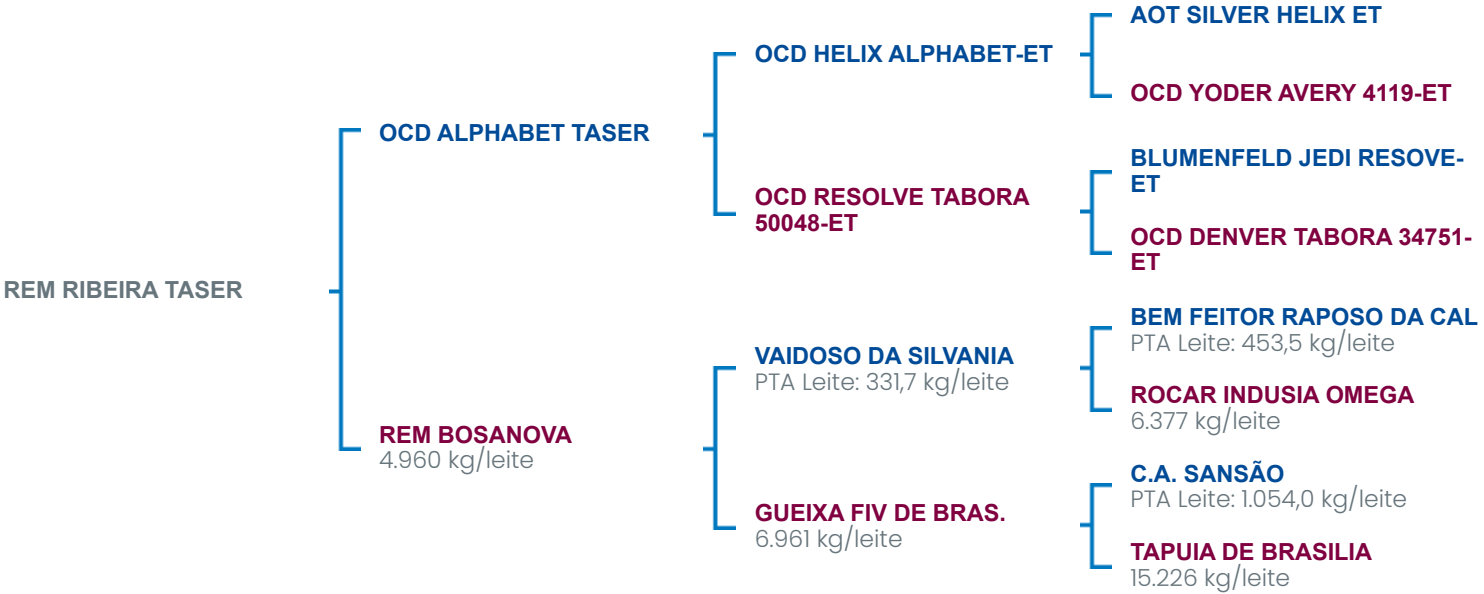 REM RIBEIRA TASER
OCD ALPHABET TASER
REM BOSANOVA
4.960 kg/leite
OCD HELIX ALPHABET-ET
OCD RESOLVE TABORA
50048-ET
VAIDOSO DA SILVANIA
PTA Leite: 331,7 kg/leite
GUEIXA FIV DE BRAS.
6.961 kg/leite
AOT SILVER HELIX ET
OCD YODER AVERY 4119-ET
BLUMENFELD JEDI RESOVE-
ET
OCD DENVER TABORA 34751-
ET
BEM FEITOR RAPOSO DA CAL
PTA Leite: 453,5 kg/leite
ROCAR INDUSIA OMEGA
6.377 kg/leite
C.A. SANSÃO
PTA Leite: 1.054,0 kg/leite
TAPUIA DE BRASILIA
15.226 kg/leite